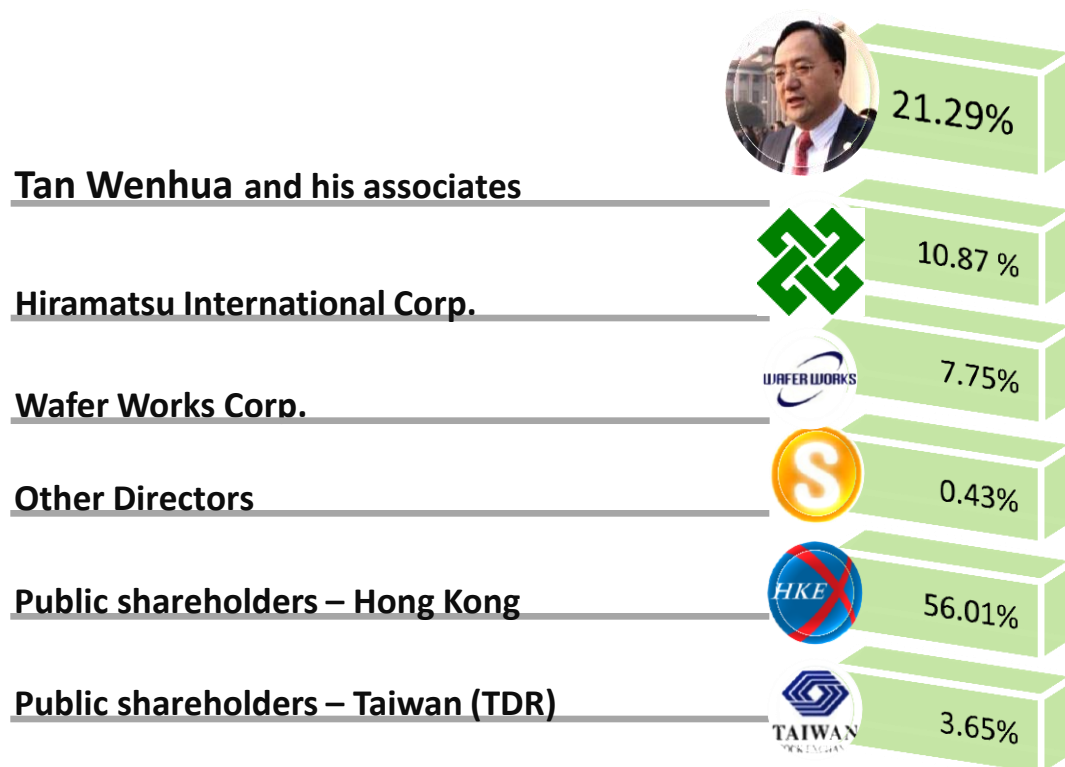 21.29%
Tan Wenhua and his associates
10.87 %
Hiramatsu International Corp.
WAFER WORKS
7.75%
Wafer Works Corp.
S
0.43%
Other Directors
HKEX
56.01%
Public shareholders – Hong Kong
Public shareholders – Taiwan (TDR)
TAIWAN
3.65%